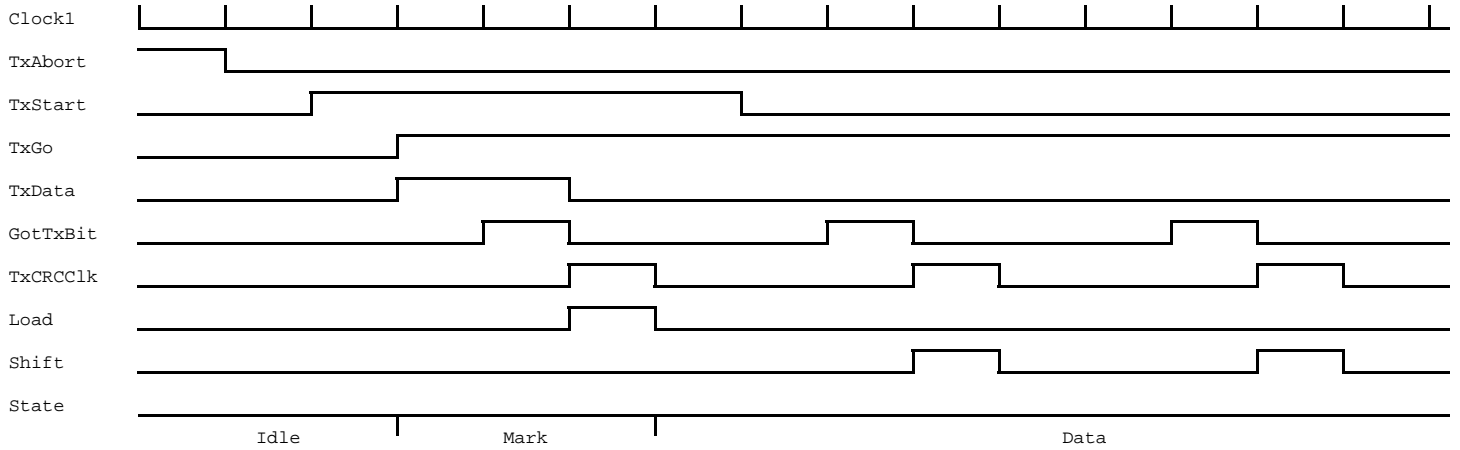 Clock1
TxAbort
TxStart
TxGo
TxData
GotTxBit
TxCRCClk
Load
Shift
State
Idle Mark Data